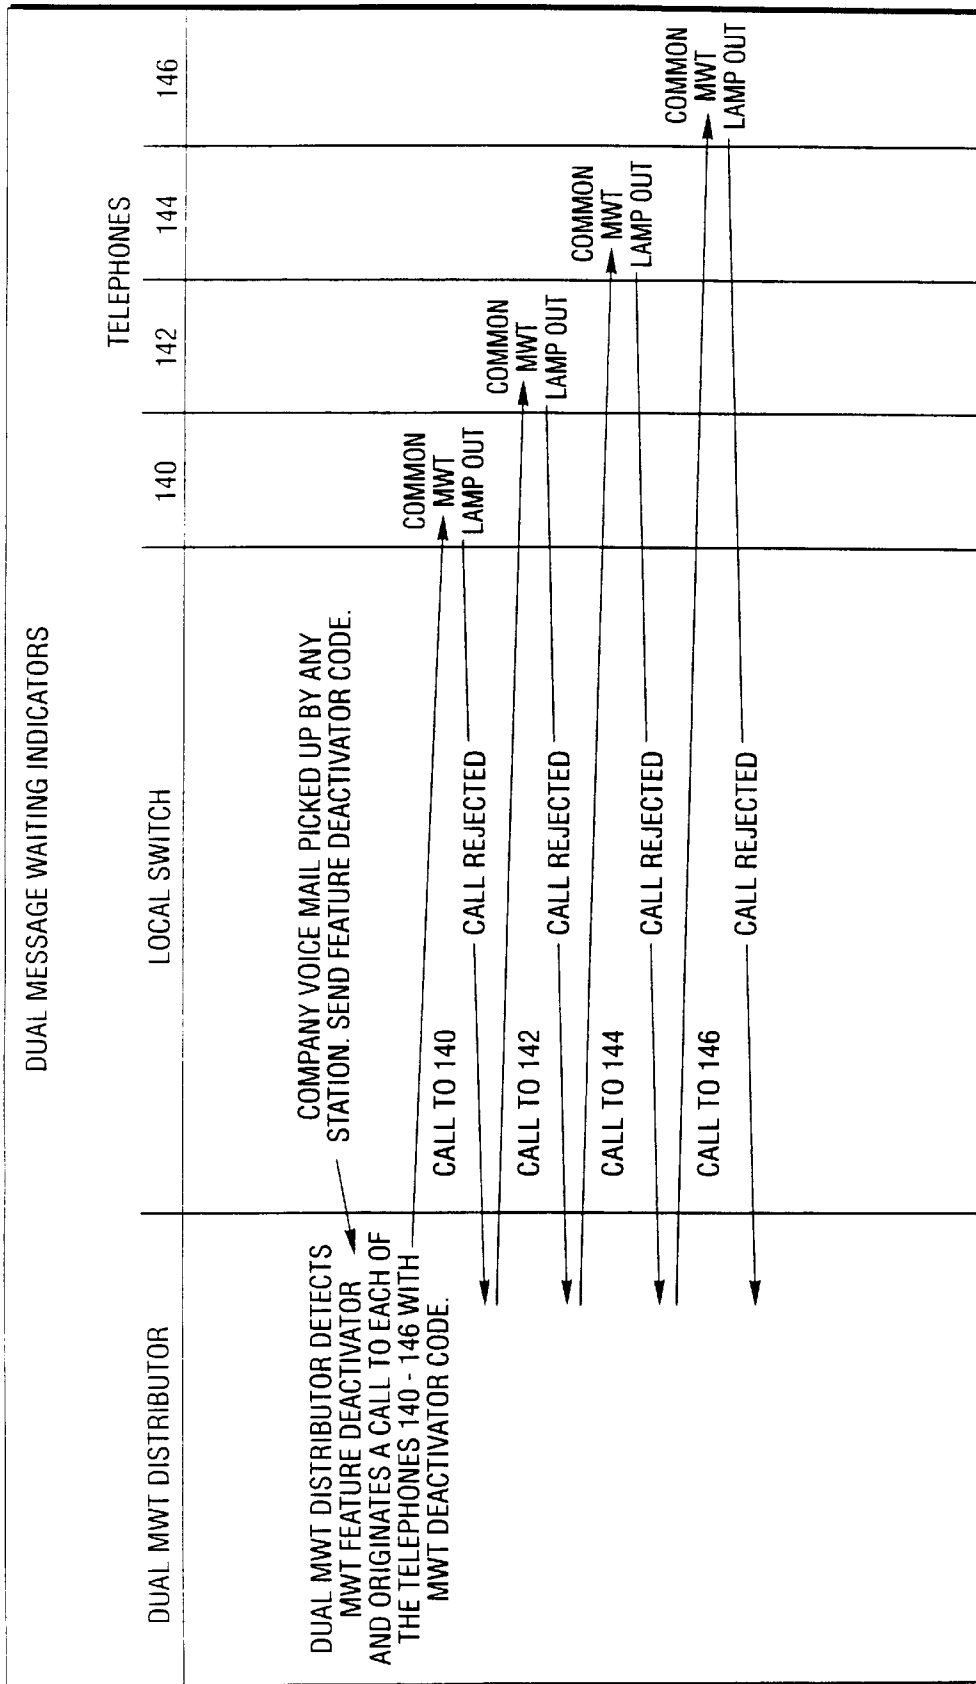 DUAL MESSAGE WAITING INDICATORS
TELEPHONES
DUAL MWT DISTRIBUTOR
LOCAL SWITCH
140
142
144
146
COMPANY VOICE MAIL PICKED UP BY ANY
STATION. SEND FEATURE DEACTIVATOR CODE.
DUAL MWT DISTRIBUTOR DETECTS
MWT FEATURE DEACTIVATOR
AND ORIGINATES A CALL TO EACH OF
THE TELEPHONES 140 - 146 WITH
MWT DEACTIVATOR CODE.
CALL TO 140
COMMON
MWT
LAMP OUT
CALL REJECTED
CALL TO 142
COMMON
MWT
LAMP OUT
CALL REJECTED
CALL TO 144
COMMON
MWT
LAMP OUT
CALL REJECTED
CALL TO 146
COMMON
MWT
LAMP OUT
CALL REJECTED